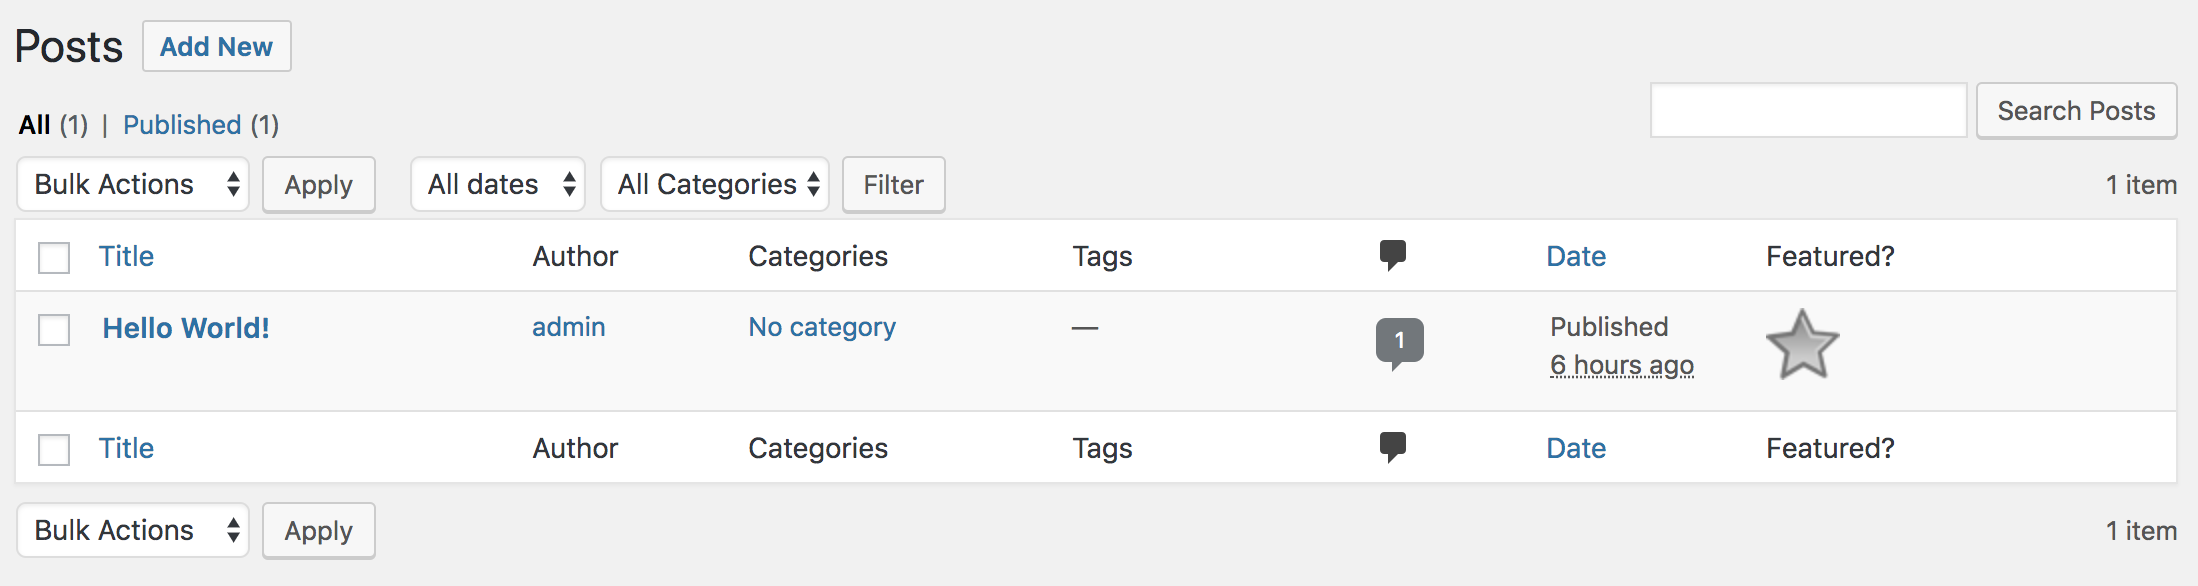 Posts Add New
Search Posts
All (1) | Published (1)
Bulk Actions Apply All dates All Categories Filter 1 item
Title Author Categories Tags Date Featured?
Hello World! admin No category — 1 Published
6 hours ago
Title Author Categories Tags Date Featured?
Bulk Actions Apply 1 item